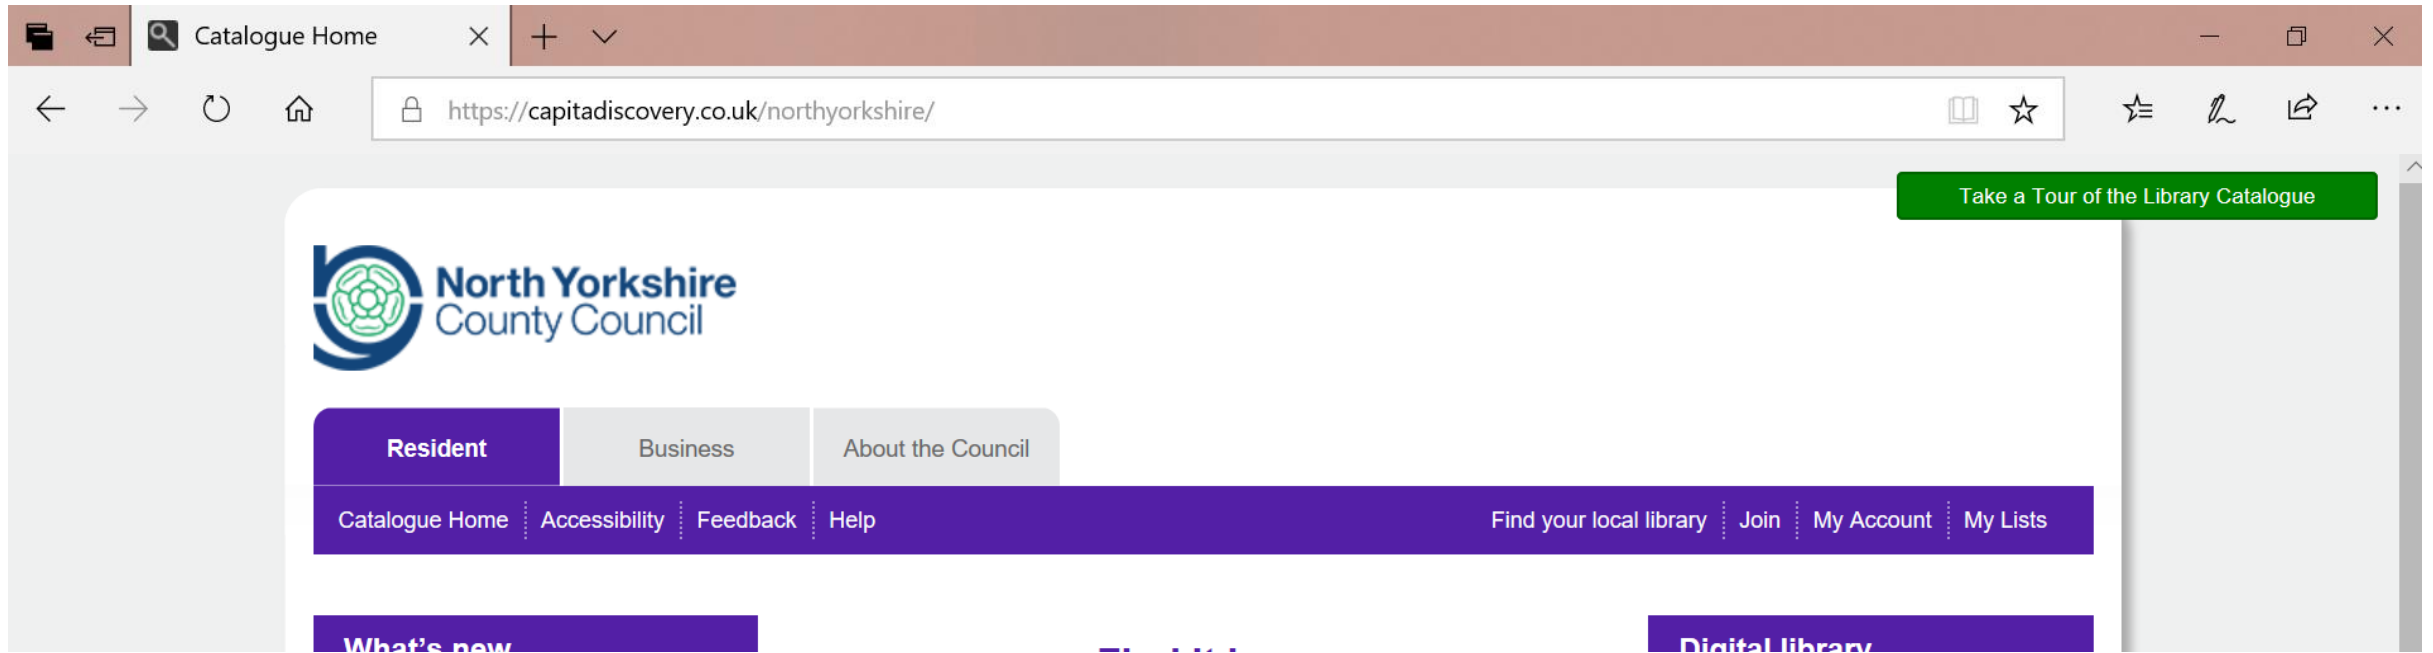 Catalogue Home
https://capitadiscovery.co.uk/northyorkshire/
Take a Tour of the Library Catalogue
North Yorkshire
County Council
Resident Business About the Council
Catalogue Home Accessibility Feedback Help Find your local library Join My Account My Lists
What's new Digital library